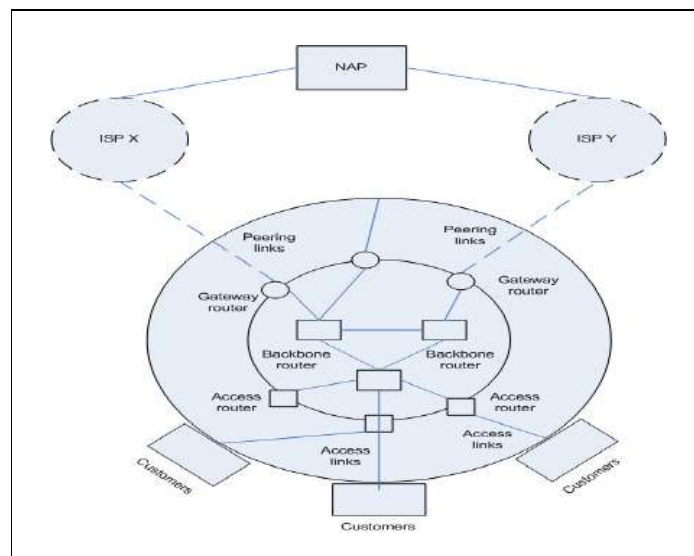 NAP
ISP X
ISP Y
Peering
links
Peering
links
Gateway
router
Gateway
router
Backbone
router
Backbone
router
Access
router
Access
router
Access
links
Access
links
Customers
Customers
Customers